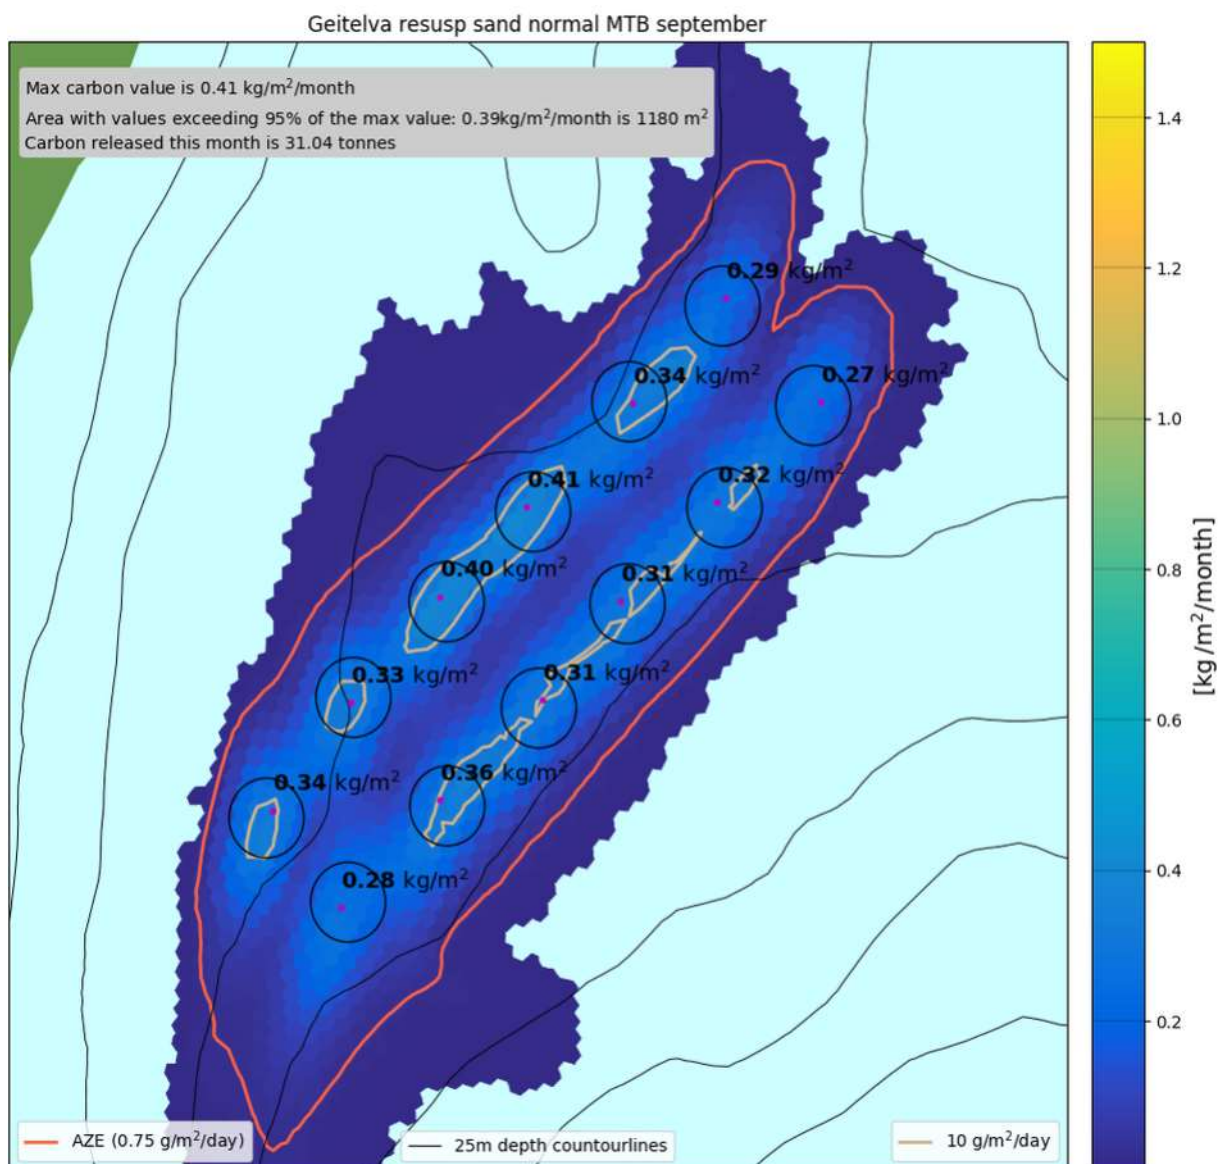 Geitelva resusp sand normal MTB september
Max carbon value is 0.41 kg/m²/month
Area with values exceeding 95% of the max value: 0.39kg/m²/month is 1180 m²
Carbon released this month is 31.04 tonnes
0.29 kg/m²
0.34 kg/m²
0.27 kg/m²
0.41 kg/m²
0.32 kg/m²
0.40 kg/m²
0.31 kg/m²
0.33 kg/m²
0.31 kg/m²
0.34 kg/m²
0.36 kg/m²
0.28 kg/m²
AZE (0.75 g/m²/day)
25m depth countourlines
10 g/m²/day
1.4
1.2
1.0
0.8
0.6
0.4
0.2
[kg /m²/month]